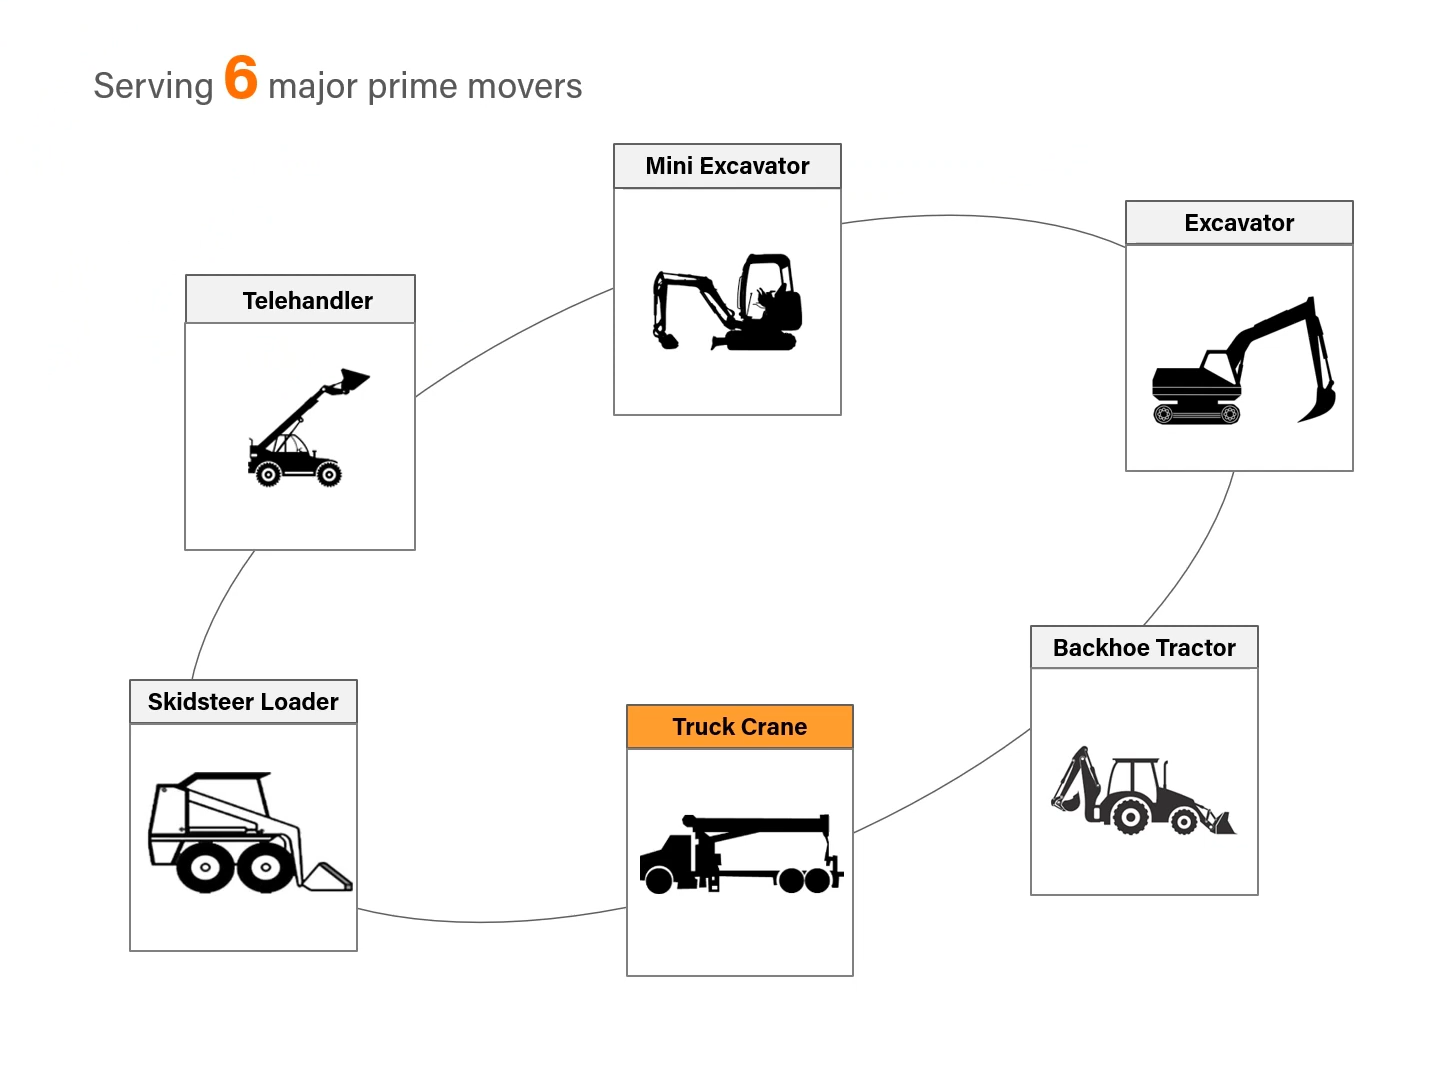 Serving 6 major prime movers
Mini Excavator
Excavator
Telehandler
Backhoe Tractor
Skidsteer Loader
Truck Crane